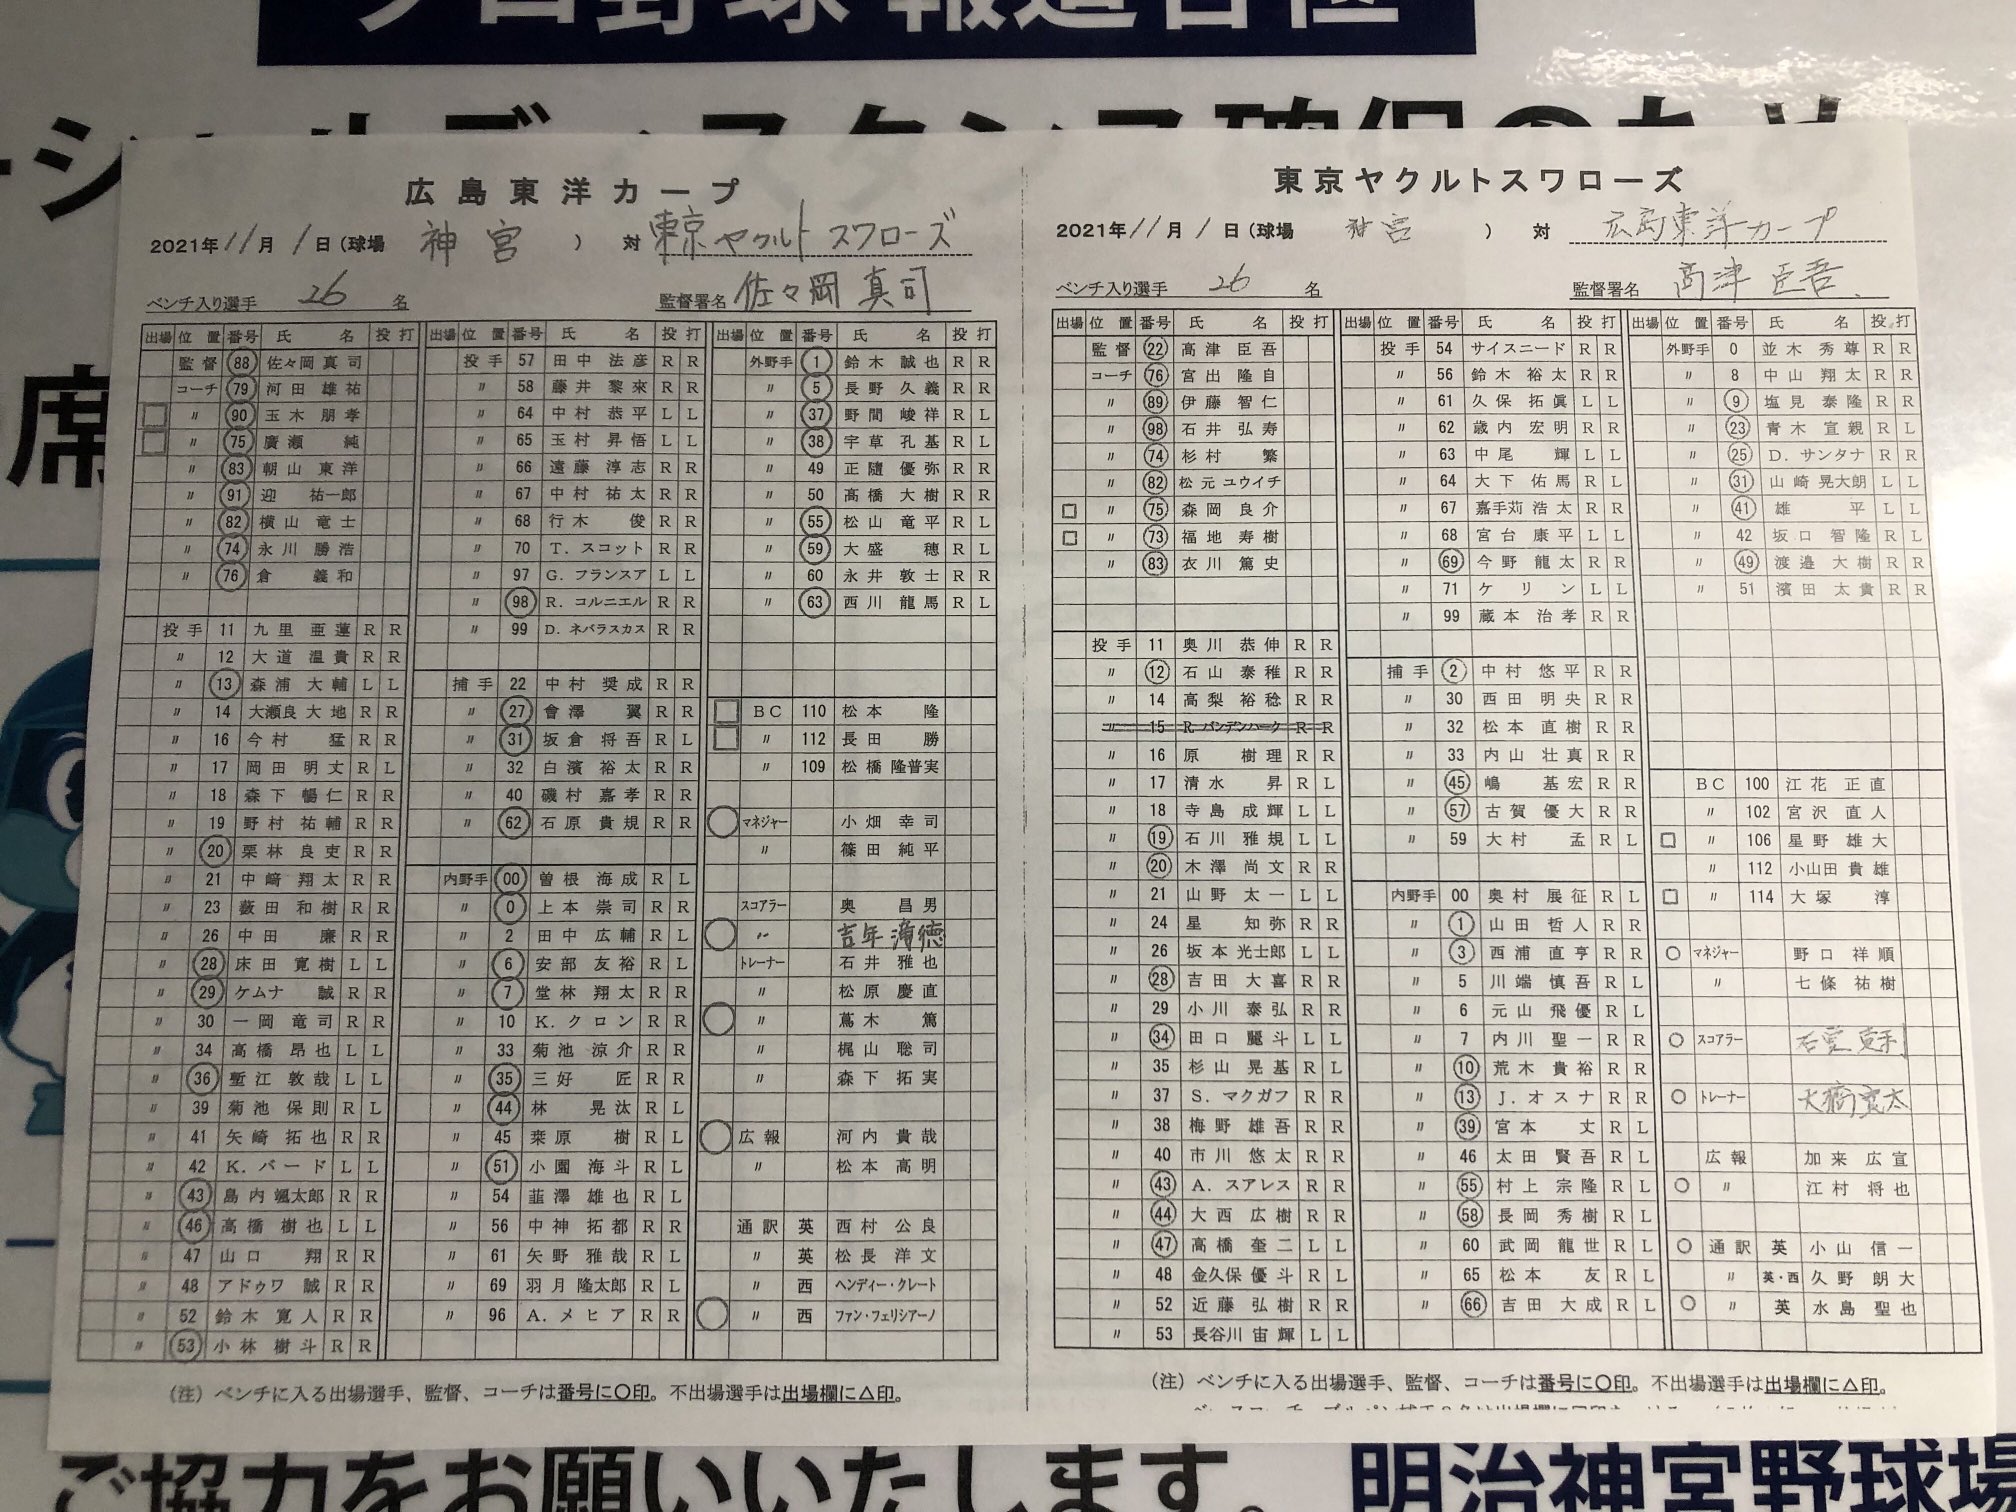 プロ野球 報道各位
席
広島東洋カープ
2021年 11月 1日(球場 神宮 ) 対 東京ヤクルトスワローズ
ベンチ入り選手 26 名 監督署名 佐々岡真司
出場 位置 番号 氏名 投 打
監督 88 佐々岡真司
コーチ 79 河田雄祐
〃 90 玉木朋孝
〃 75 廣瀬純
〃 83 朝山東洋
〃 91 迎祐一郎
〃 82 横山竜士
〃 74 永川勝浩
〃 76 倉義和
投手 11 九里亜蓮 R R
〃 12 大道温貴 R R
〃 13 森浦大輔 L L
〃 14 大瀬良大地 R R
〃 16 今村猛 R R
〃 17 岡田明丈 R L
〃 18 森下暢仁 R R
〃 19 野村祐輔 R R
〃 20 栗林良吏 R R
〃 21 中﨑翔太 R R
〃 23 薮田和樹 R R
〃 26 中田廉 R R
〃 28 床田寛樹 L L
〃 29 ケムナ誠 R R
〃 30 一岡竜司 R R
〃 34 高橋昂也 L L
〃 36 塹江敦哉 L L
〃 39 菊池保則 R L
〃 41 矢崎拓也 R R
〃 42 K. バード L L
〃 43 島内颯太郎 R R
〃 46 高橋樹也 L L
〃 47 山口翔 R R
〃 48 アドゥワ誠 R R
〃 52 鈴木寛人 R R
〃 53 小林樹斗 R R
出場 位置 番号 氏名 投 打
投手 57 田中法彦 R R
〃 58 藤井黎來 R R
〃 64 中村恭平 L L
〃 65 玉村昇悟 L L
〃 66 遠藤淳志 R R
〃 67 中村祐太 R R
〃 68 行木俊 R R
〃 70 T. スコット R R
〃 97 G. フランスア L L
〃 98 R. コルニエル R R
〃 99 D. ネバラスカス R R
捕手 22 中村奨成 R R
〃 27 會澤翼 R R
〃 31 坂倉将吾 R L
〃 32 白濱裕太 R R
〃 40 磯村嘉孝 R R
〃 62 石原貴規 R R
内野手 00 曽根海成 R L
〃 0 上本崇司 R R
〃 2 田中広輔 R L
〃 6 安部友裕 R L
〃 7 堂林翔太 R R
〃 10 K. クロン R R
〃 33 菊池涼介 R R
〃 35 三好匠 R R
〃 44 林晃汰 R L
〃 45 桒原樹 R L
〃 51 小園海斗 R L
〃 54 韮澤雄也 R L
〃 56 中神拓都 R R
〃 61 矢野雅哉 R L
〃 69 羽月隆太郎 R L
〃 96 A. メヒア R R
出場 位置 番号 氏名 投 打
外野手 1 鈴木誠也 R R
〃 5 長野久義 R R
〃 37 野間峻祥 R L
〃 38 宇草孔基 R L
〃 49 正隨優弥 R R
〃 50 高橋大樹 R R
〃 55 松山竜平 R L
〃 59 大盛穂 R L
〃 60 永井敦士 R R
〃 63 西川龍馬 R L
BC 110 松本隆
〃 112 長田勝
〃 109 松橋隆普実
マネジャー 小畑幸司
〃 篠田純平
スコアラー 奥昌男
〃 吉年滝徳
トレーナー 石井雅也
〃 松原慶直
〃 蔦木篤
〃 梶山聡司
〃 森下拓実
広報 河内貴哉
〃 松本高明
通訳 英 西村公良
〃 英 松長洋文
〃 西 ヘンディー・クレート
〃 西 ファン・フェリシアーノ
(注) ベンチに入る出場選手、監督、コーチは番号に○印。不出場選手は出場欄に△印。
東京ヤクルトスワローズ
2021年 11月 1日(球場 神宮 ) 対 広島東洋カープ
ベンチ入り選手 26 名 監督署名 高津臣吾
出場 位置 番号 氏名 投 打
監督 22 高津臣吾
コーチ 76 宮出隆自
〃 89 伊藤智仁
〃 98 石井弘寿
〃 74 杉村繁
〃 82 松元ユウイチ
〃 75 森岡良介
〃 73 福地寿樹
〃 83 衣川篤史
投手 11 奥川恭伸 R R
〃 12 石山泰稚 R R
〃 14 高梨裕稔 R R
〃 15 R. バンデンハーク R R
〃 16 原樹理 R R
〃 17 清水昇 R L
〃 18 寺島成輝 L L
〃 19 石川雅規 L L
〃 20 木澤尚文 R R
〃 21 山野太一 L L
〃 24 星知弥 R R
〃 26 坂本光士郎 L L
〃 28 吉田大喜 R R
〃 29 小川泰弘 R R
〃 34 田口麗斗 L L
〃 35 杉山晃基 R L
〃 37 S. マクガフ R R
〃 38 梅野雄吾 R R
〃 40 市川悠太 R R
〃 43 A. スアレス R R
〃 44 大西広樹 R R
〃 47 高橋奎二 L L
〃 48 金久保優斗 R L
〃 52 近藤弘樹 R R
〃 53 長谷川宙輝 L L
出場 位置 番号 氏名 投 打
投手 54 サイスニード R R
〃 56 鈴木裕太 R R
〃 61 久保拓眞 L L
〃 62 歳内宏明 R R
〃 63 中尾輝 L L
〃 64 大下佑馬 R L
〃 67 嘉手苅浩太 R R
〃 68 宮台康平 L L
〃 69 今野龍太 R R
〃 71 ケリン L L
〃 99 蔵本治孝 R R
捕手 2 中村悠平 R R
〃 30 西田明央 R R
〃 32 松本直樹 R R
〃 33 内山壮真 R R
〃 45 嶋基宏 R R
〃 57 古賀優大 R R
〃 59 大村孟 R L
内野手 00 奥村展征 R L
〃 1 山田哲人 R R
〃 3 西浦直亨 R R
〃 5 川端慎吾 R L
〃 6 元山飛優 R L
〃 7 内川聖一 R R
〃 10 荒木貴裕 R R
〃 13 J. オスナ R R
〃 39 宮本丈 R L
〃 46 太田賢吾 R L
〃 55 村上宗隆 R L
〃 58 長岡秀樹 R L
〃 60 武岡龍世 R L
〃 65 松本友 R L
〃 66 吉田大成 R L
出場 位置 番号 氏名 投 打
外野手 0 並木秀尊 R R
〃 8 中山翔太 R R
〃 9 塩見泰隆 R R
〃 23 青木宣親 R L
〃 25 D. サンタナ R R
〃 31 山崎晃大朗 L L
〃 41 雄平 L L
〃 42 坂口智隆 R L
〃 49 渡邉大樹 R R
〃 51 濱田太貴 R R
BC 100 江花正直
〃 102 宮沢直人
〃 106 星野雄大
〃 112 小山田貴雄
〃 114 大塚淳
マネジャー 野口祥順
〃 七條祐樹
スコアラー
トレーナー 大橋寛太
広報 加来広宣
〃 江村将也
通訳 英 小山信一
〃 英・西 久野朗大
〃 英 水島聖也
(注) ベンチに入る出場選手、監督、コーチは番号に○印。不出場選手は出場欄に△印。
ご協力をお願いいたします。 明治神宮野球場